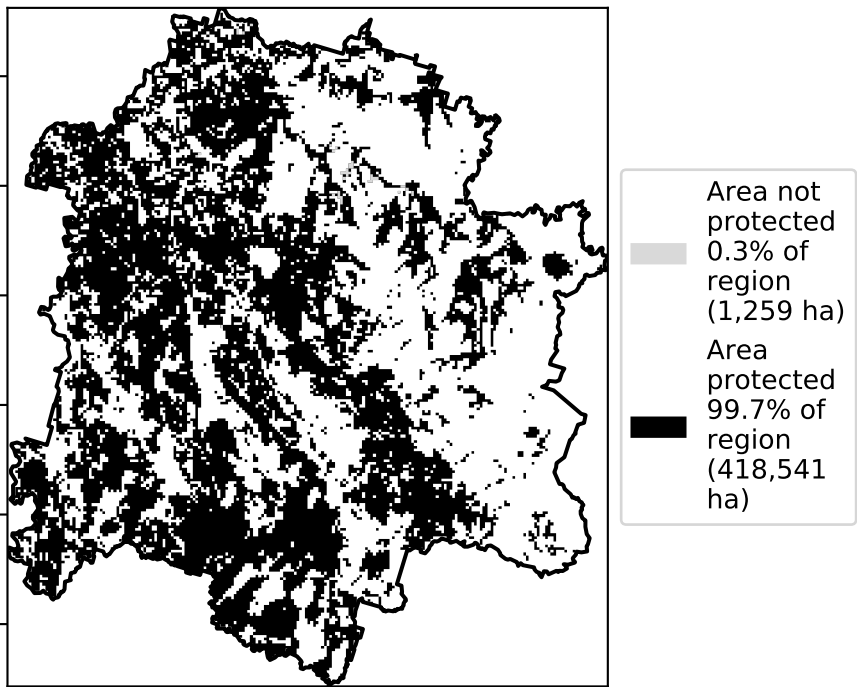 Area not
protected
0.3% of
region
(1,259 ha)
Area
protected
99.7% of
region
(418,541
ha)